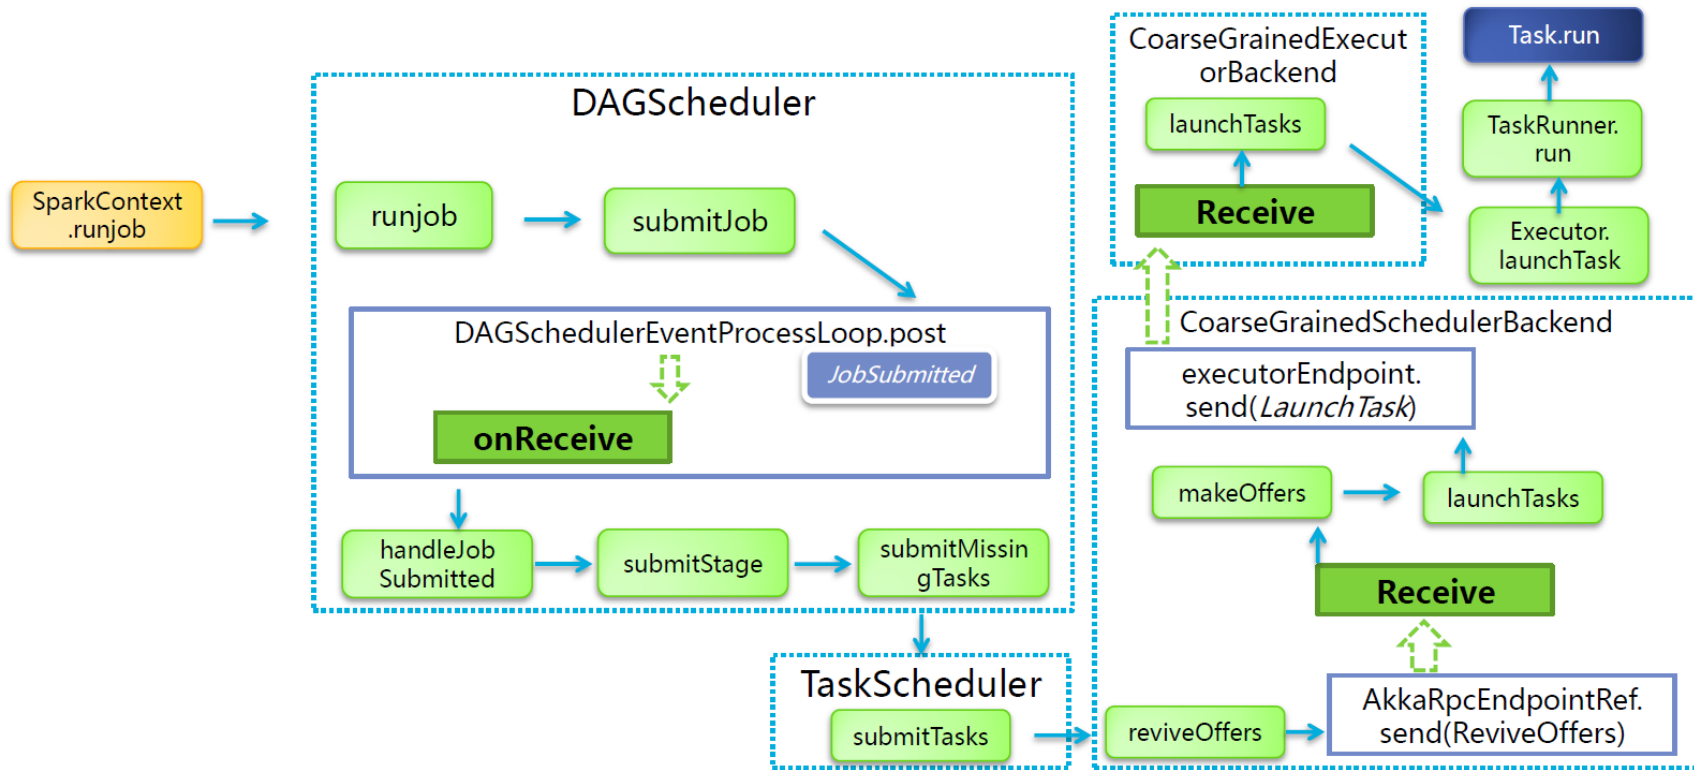 SparkContext
.runjob
DAGScheduler
runjob
submitJob
DAGSchedulerEventProcessLoop.post
JobSubmitted
onReceive
handleJob
Submitted
submitStage
submitMissin
gTasks
TaskScheduler
submitTasks
CoarseGrainedSchedulerBackend
reviveOffers
AkkaRpcEndpointRef.
send(ReviveOffers)
Receive
makeOffers
launchTasks
executorEndpoint.
send(LaunchTask)
CoarseGrainedExecut
orBackend
launchTasks
Receive
Executor.
launchTask
TaskRunner.
run
Task.run